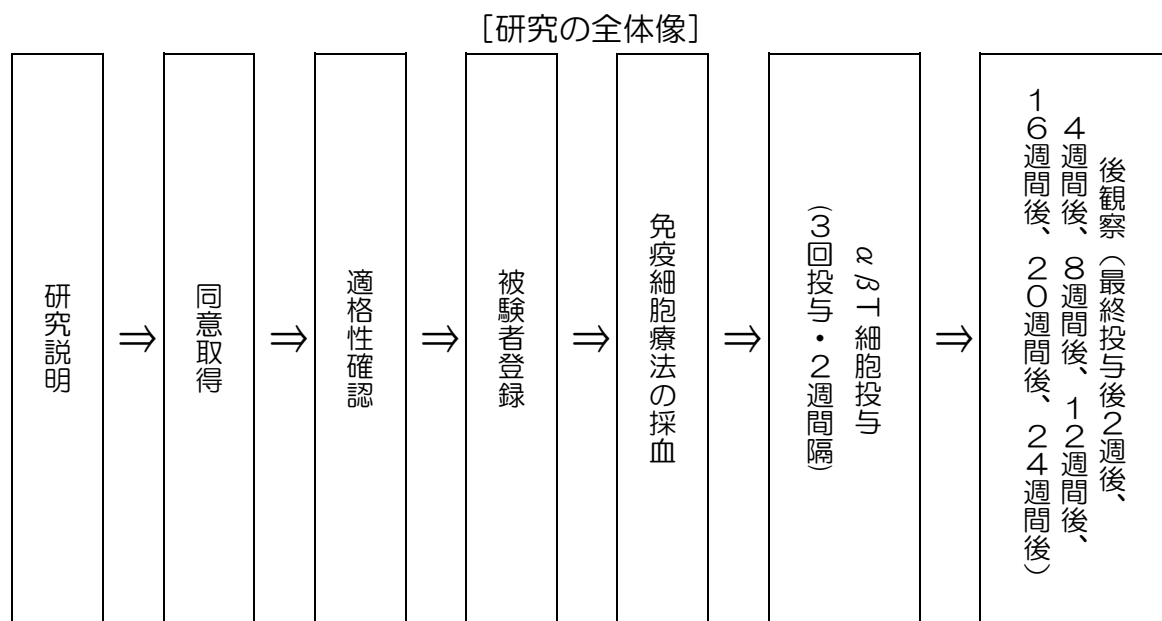 [研究の全体像]
研究説明
⇒
同意取得
⇒
適格性確認
⇒
被験者登録
⇒
免疫細胞療法の採血
⇒
αβT細胞投与
(3回投与・2週間隔)
⇒
後観察(最終投与後2週後、
4週間後、8週間後、12週間後、
16週間後、20週間後、24週間後)